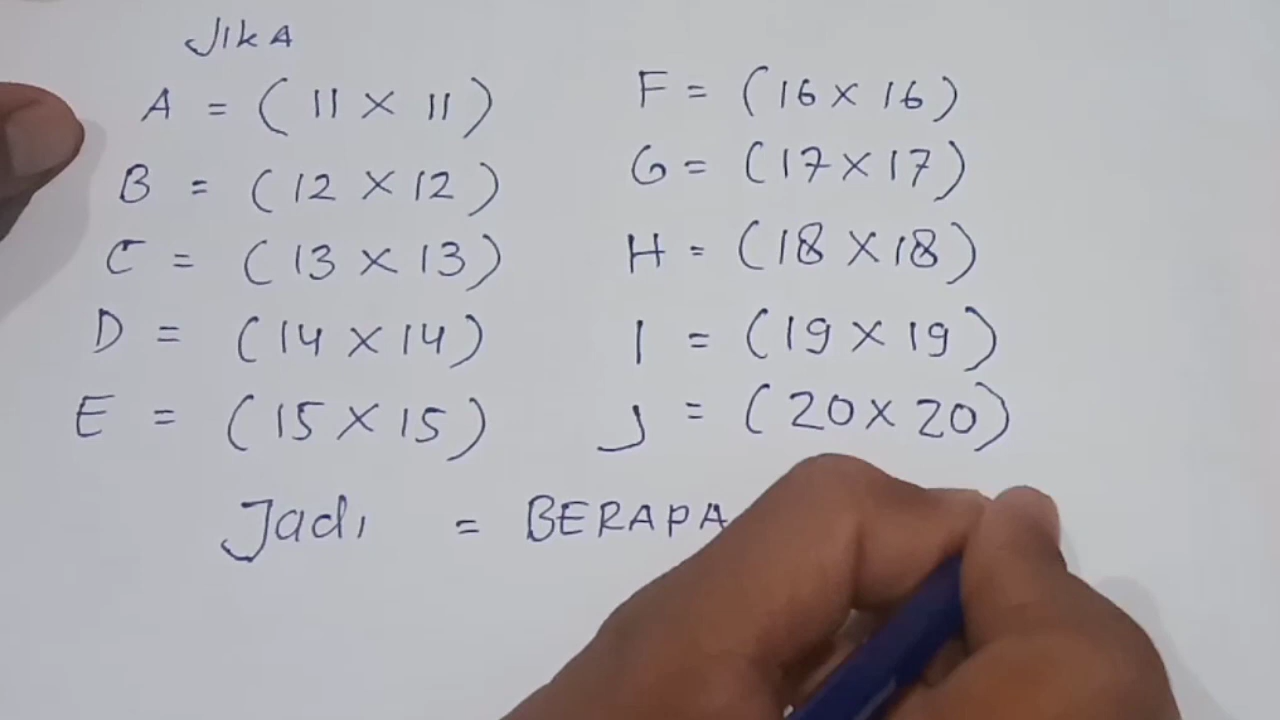 JIKA
A = (11 × 11)
B = (12 × 12)
C = (13 × 13)
D = (14 × 14)
E = (15 × 15)
F = (16 × 16)
G = (17 × 17)
H = (18 × 18)
I = (19 × 19)
J = (20 × 20)
Jadi = BERAPA